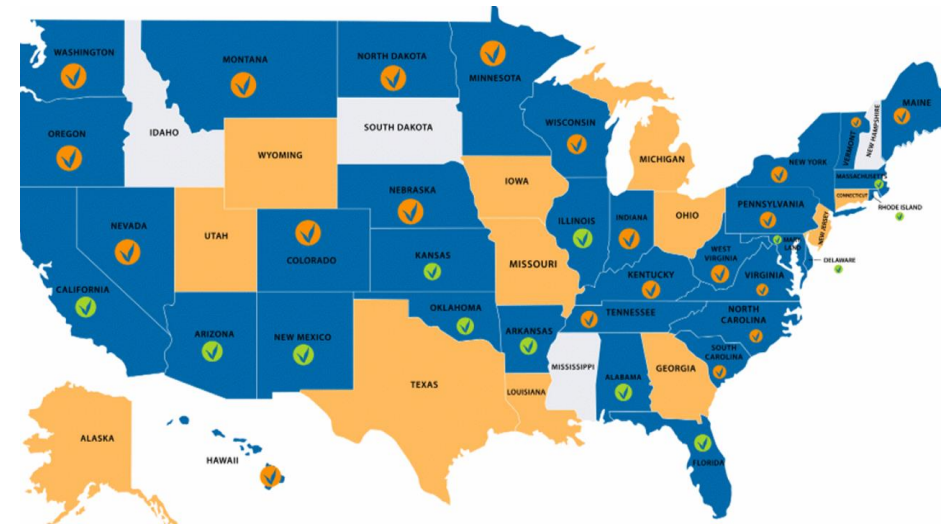 WASHINGTON
MONTANA
NORTH DAKOTA
MINNESOTA
MAINE
OREGON
IDAHO
SOUTH DAKOTA
WISCONSIN
VERMONT
NEW HAMPSHIRE
WYOMING
MICHIGAN
NEW YORK
MASSACHUSETTS
IOWA
CONNECTICUT
RHODE ISLAND
NEBRASKA
NEVADA
UTAH
COLORADO
ILLINOIS
INDIANA
OHIO
PENNSYLVANIA
NEW JERSEY
KANSAS
MISSOURI
WEST
VIRGINIA
MARY
LAND
DELAWARE
CALIFORNIA
KENTUCKY
VIRGINIA
ARIZONA
NEW MEXICO
OKLAHOMA
ARKANSAS
TENNESSEE
NORTH
CAROLINA
SOUTH
CAROLINA
TEXAS
LOUISIANA
MISSISSIPPI
ALABAMA
GEORGIA
ALASKA
HAWAII
FLORIDA